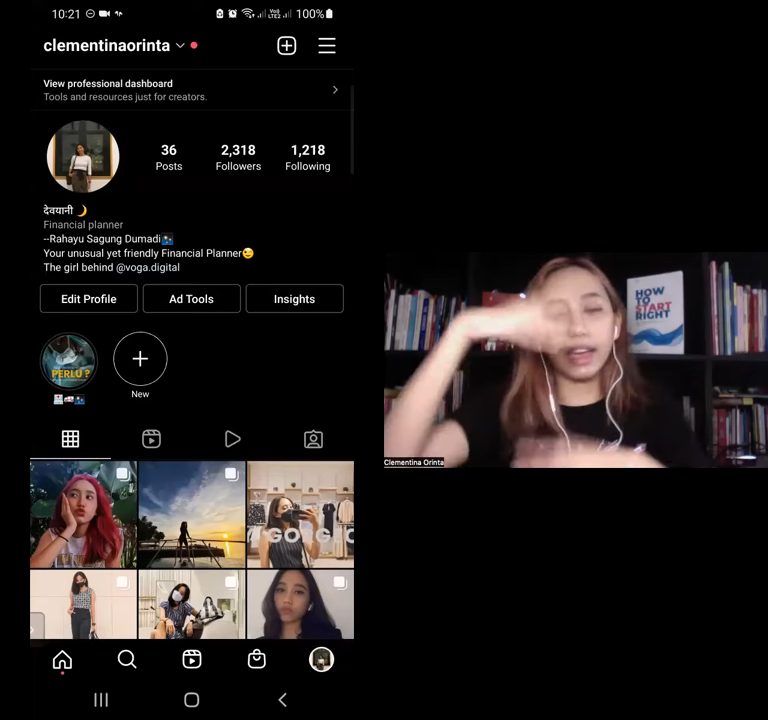 10:21
Vo))
LTE2
100%
clementinaorinta
View professional dashboard
Tools and resources just for creators.
36
Posts
2,318
Followers
1,218
Following
देवयानी 🌙
Financial planner
--Rahayu Sagung Dumadi🌃
Your unusual yet friendly Financial Planner😉
The girl behind @voga.digital
Edit Profile
Ad Tools
Insights
PERLU ?
New
HOW
TO
START
RIGHT
Clementina Orinta